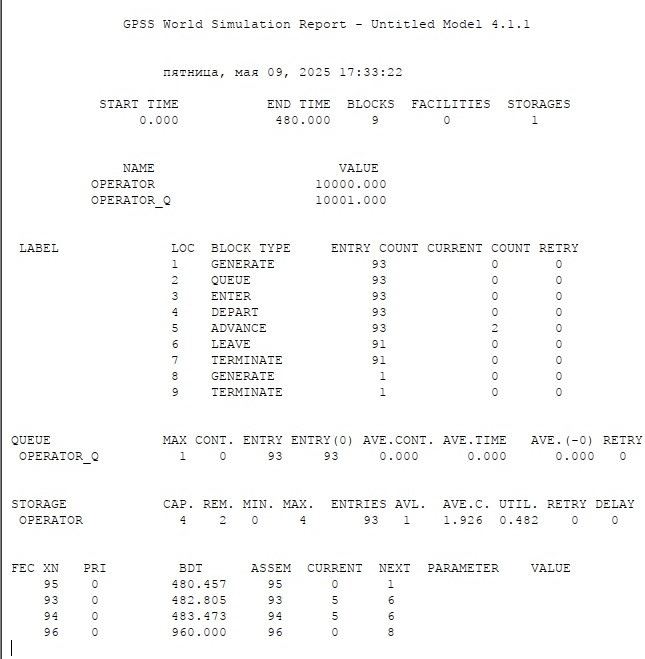 GPSS World Simulation Report - Untitled Model 4.1.1
пятница, мая 09, 2025 17:33:22
START TIME END TIME BLOCKS FACILITIES STORAGES
0.000 480.000 9 0 1
NAME VALUE
OPERATOR 10000.000
OPERATOR_Q 10001.000
LABEL LOC BLOCK TYPE ENTRY COUNT CURRENT COUNT RETRY
1 GENERATE 93 0 0
2 QUEUE 93 0 0
3 ENTER 93 0 0
4 DEPART 93 0 0
5 ADVANCE 93 2 0
6 LEAVE 91 0 0
7 TERMINATE 91 0 0
8 GENERATE 1 0 0
9 TERMINATE 1 0 0
QUEUE MAX CONT. ENTRY ENTRY(0) AVE.CONT. AVE.TIME AVE.(-0) RETRY
OPERATOR_Q 1 0 93 93 0.000 0.000 0.000 0
STORAGE CAP. REM. MIN. MAX. ENTRIES AVL. AVE.C. UTIL. RETRY DELAY
OPERATOR 4 2 0 4 93 1 1.926 0.482 0 0
FEC XN PRI BDT ASSEM CURRENT NEXT PARAMETER VALUE
95 0 480.457 95 0 1
93 0 482.805 93 5 6
94 0 483.473 94 5 6
96 0 960.000 96 0 8